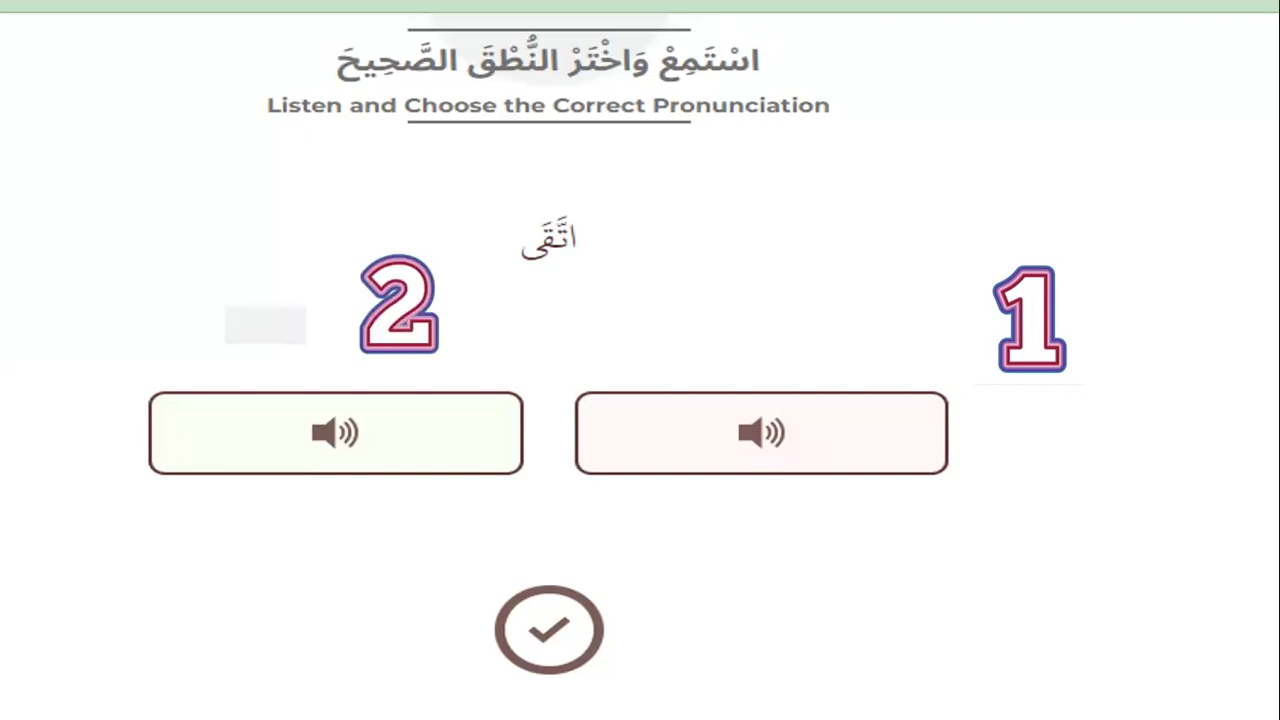 اسْتَمِعْ وَاخْتَرْ النُّطْقَ الصَّحِيحَ
Listen and Choose the Correct Pronunciation
اتَّقَى
2
1